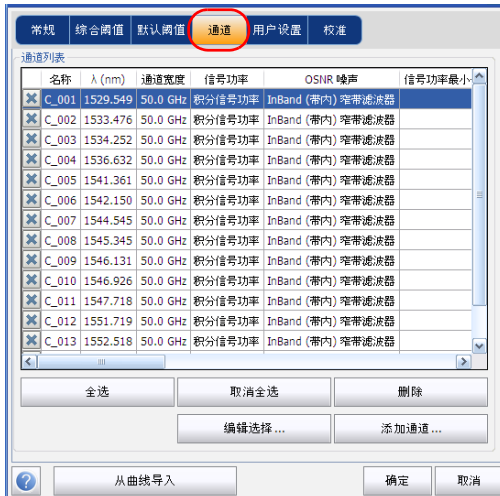 常规 综合阈值 默认阈值 通道 用户设置 校准
通道列表
名称 λ (nm) 通道宽度 信号功率 OSNR 噪声 信号功率最小
C_001 1529.549 50.0 GHz 积分信号功率 InBand (带内) 窄带滤波器
C_002 1533.476 50.0 GHz 积分信号功率 InBand (带内) 窄带滤波器
C_003 1534.252 50.0 GHz 积分信号功率 InBand (带内) 窄带滤波器
C_004 1536.632 50.0 GHz 积分信号功率 InBand (带内) 窄带滤波器
C_005 1541.361 50.0 GHz 积分信号功率 InBand (带内) 窄带滤波器
C_006 1542.150 50.0 GHz 积分信号功率 InBand (带内) 窄带滤波器
C_007 1544.545 50.0 GHz 积分信号功率 InBand (带内) 窄带滤波器
C_008 1545.345 50.0 GHz 积分信号功率 InBand (带内) 窄带滤波器
C_009 1546.131 50.0 GHz 积分信号功率 InBand (带内) 窄带滤波器
C_010 1546.926 50.0 GHz 积分信号功率 InBand (带内) 窄带滤波器
C_011 1547.718 50.0 GHz 积分信号功率 InBand (带内) 窄带滤波器
C_012 1551.719 50.0 GHz 积分信号功率 InBand (带内) 窄带滤波器
C_013 1552.518 50.0 GHz 积分信号功率 InBand (带内) 窄带滤波器
全选 取消全选 删除
编辑选择 ... 添加通道 ...
? 从曲线导入 确定 取消